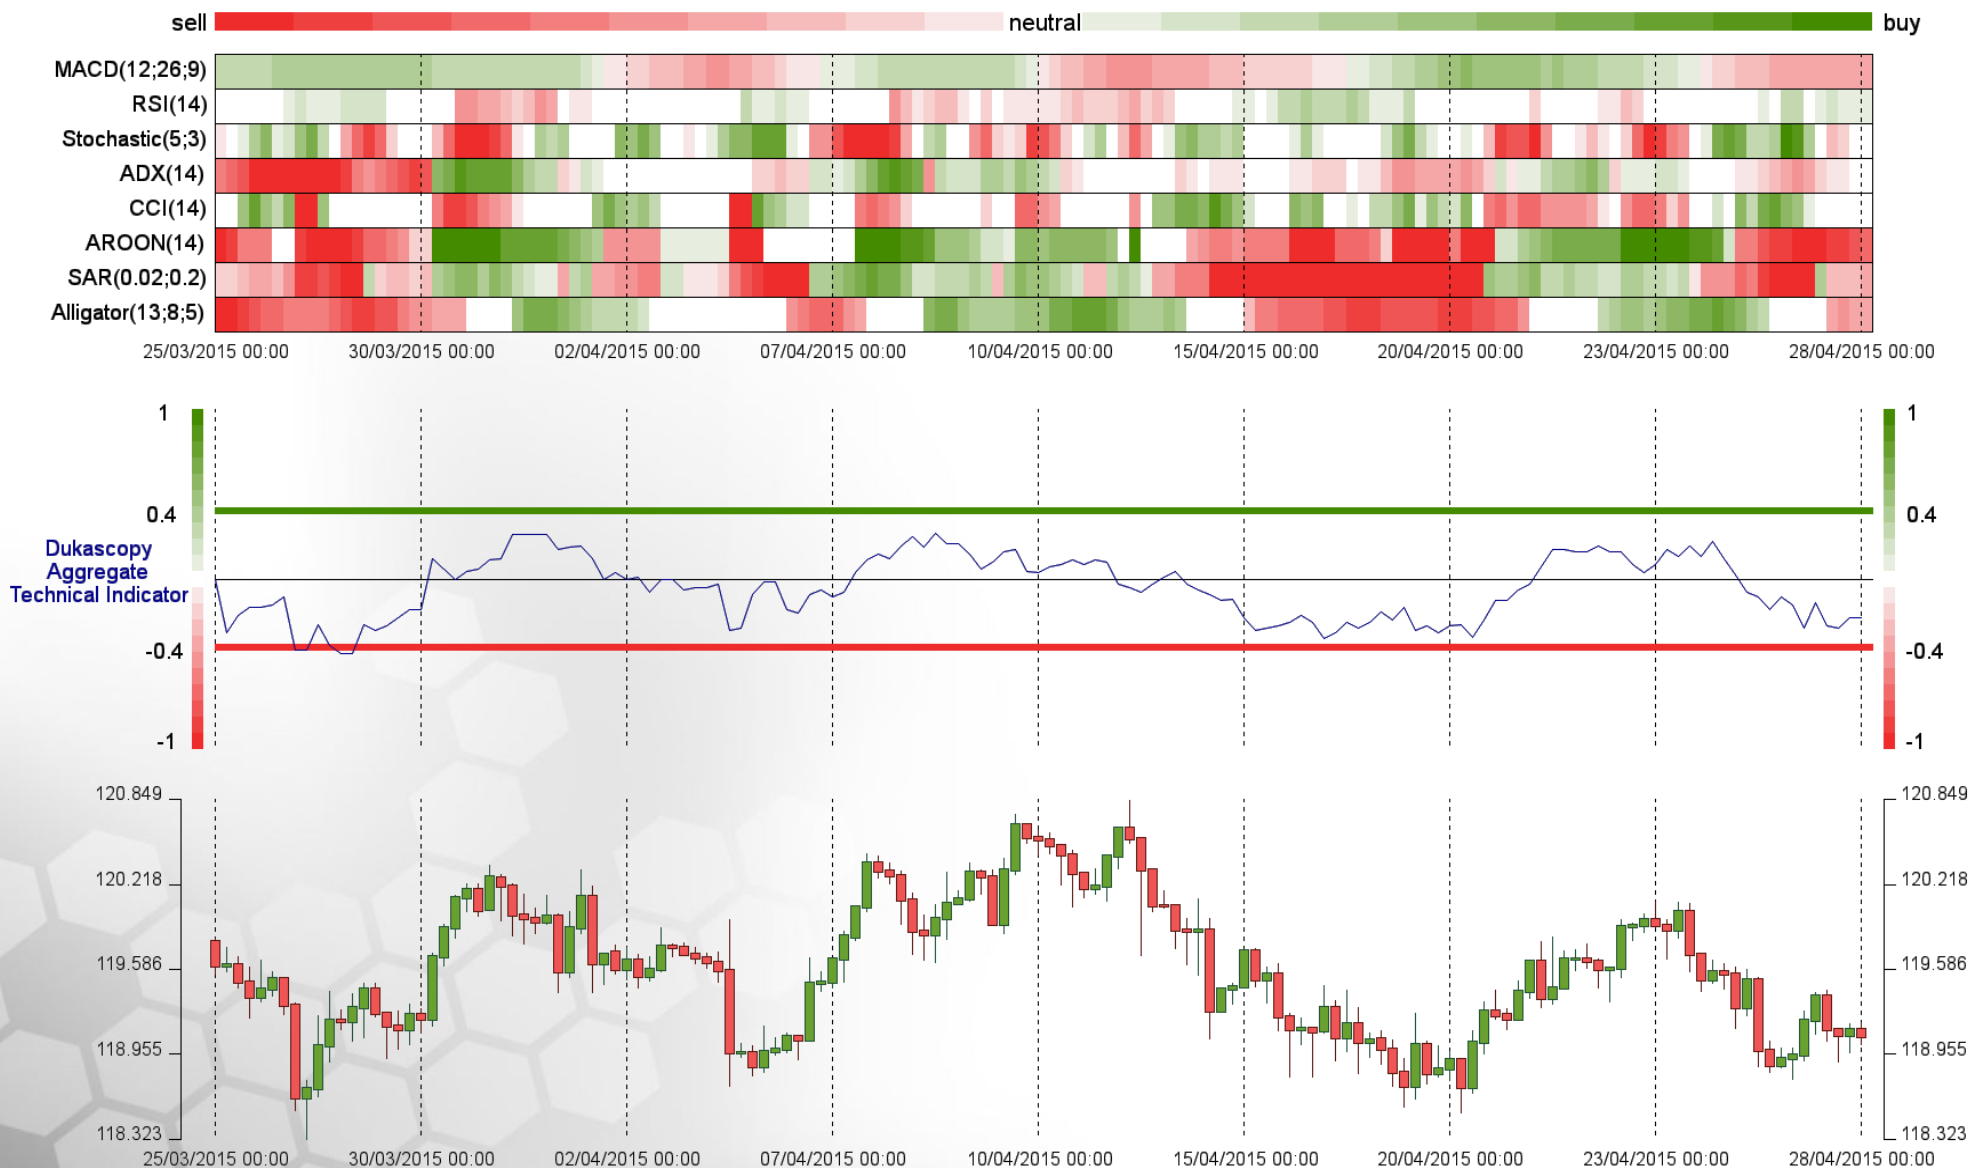 sell neutral buy
MACD(12;26;9)
RSI(14)
Stochastic(5;3)
ADX(14)
CCI(14)
AROON(14)
SAR(0.02;0.2)
Alligator(13;8;5)
25/03/2015 00:00 30/03/2015 00:00 02/04/2015 00:00 07/04/2015 00:00 10/04/2015 00:00 15/04/2015 00:00 20/04/2015 00:00 23/04/2015 00:00 28/04/2015 00:00
1 1
0.4 0.4
Dukascopy
Aggregate
Technical Indicator
-0.4 -0.4
-1 -1
120.849 120.849
120.218 120.218
119.586 119.586
118.955 118.955
118.323 118.323
25/03/2015 00:00 30/03/2015 00:00 02/04/2015 00:00 07/04/2015 00:00 10/04/2015 00:00 15/04/2015 00:00 20/04/2015 00:00 23/04/2015 00:00 28/04/2015 00:00